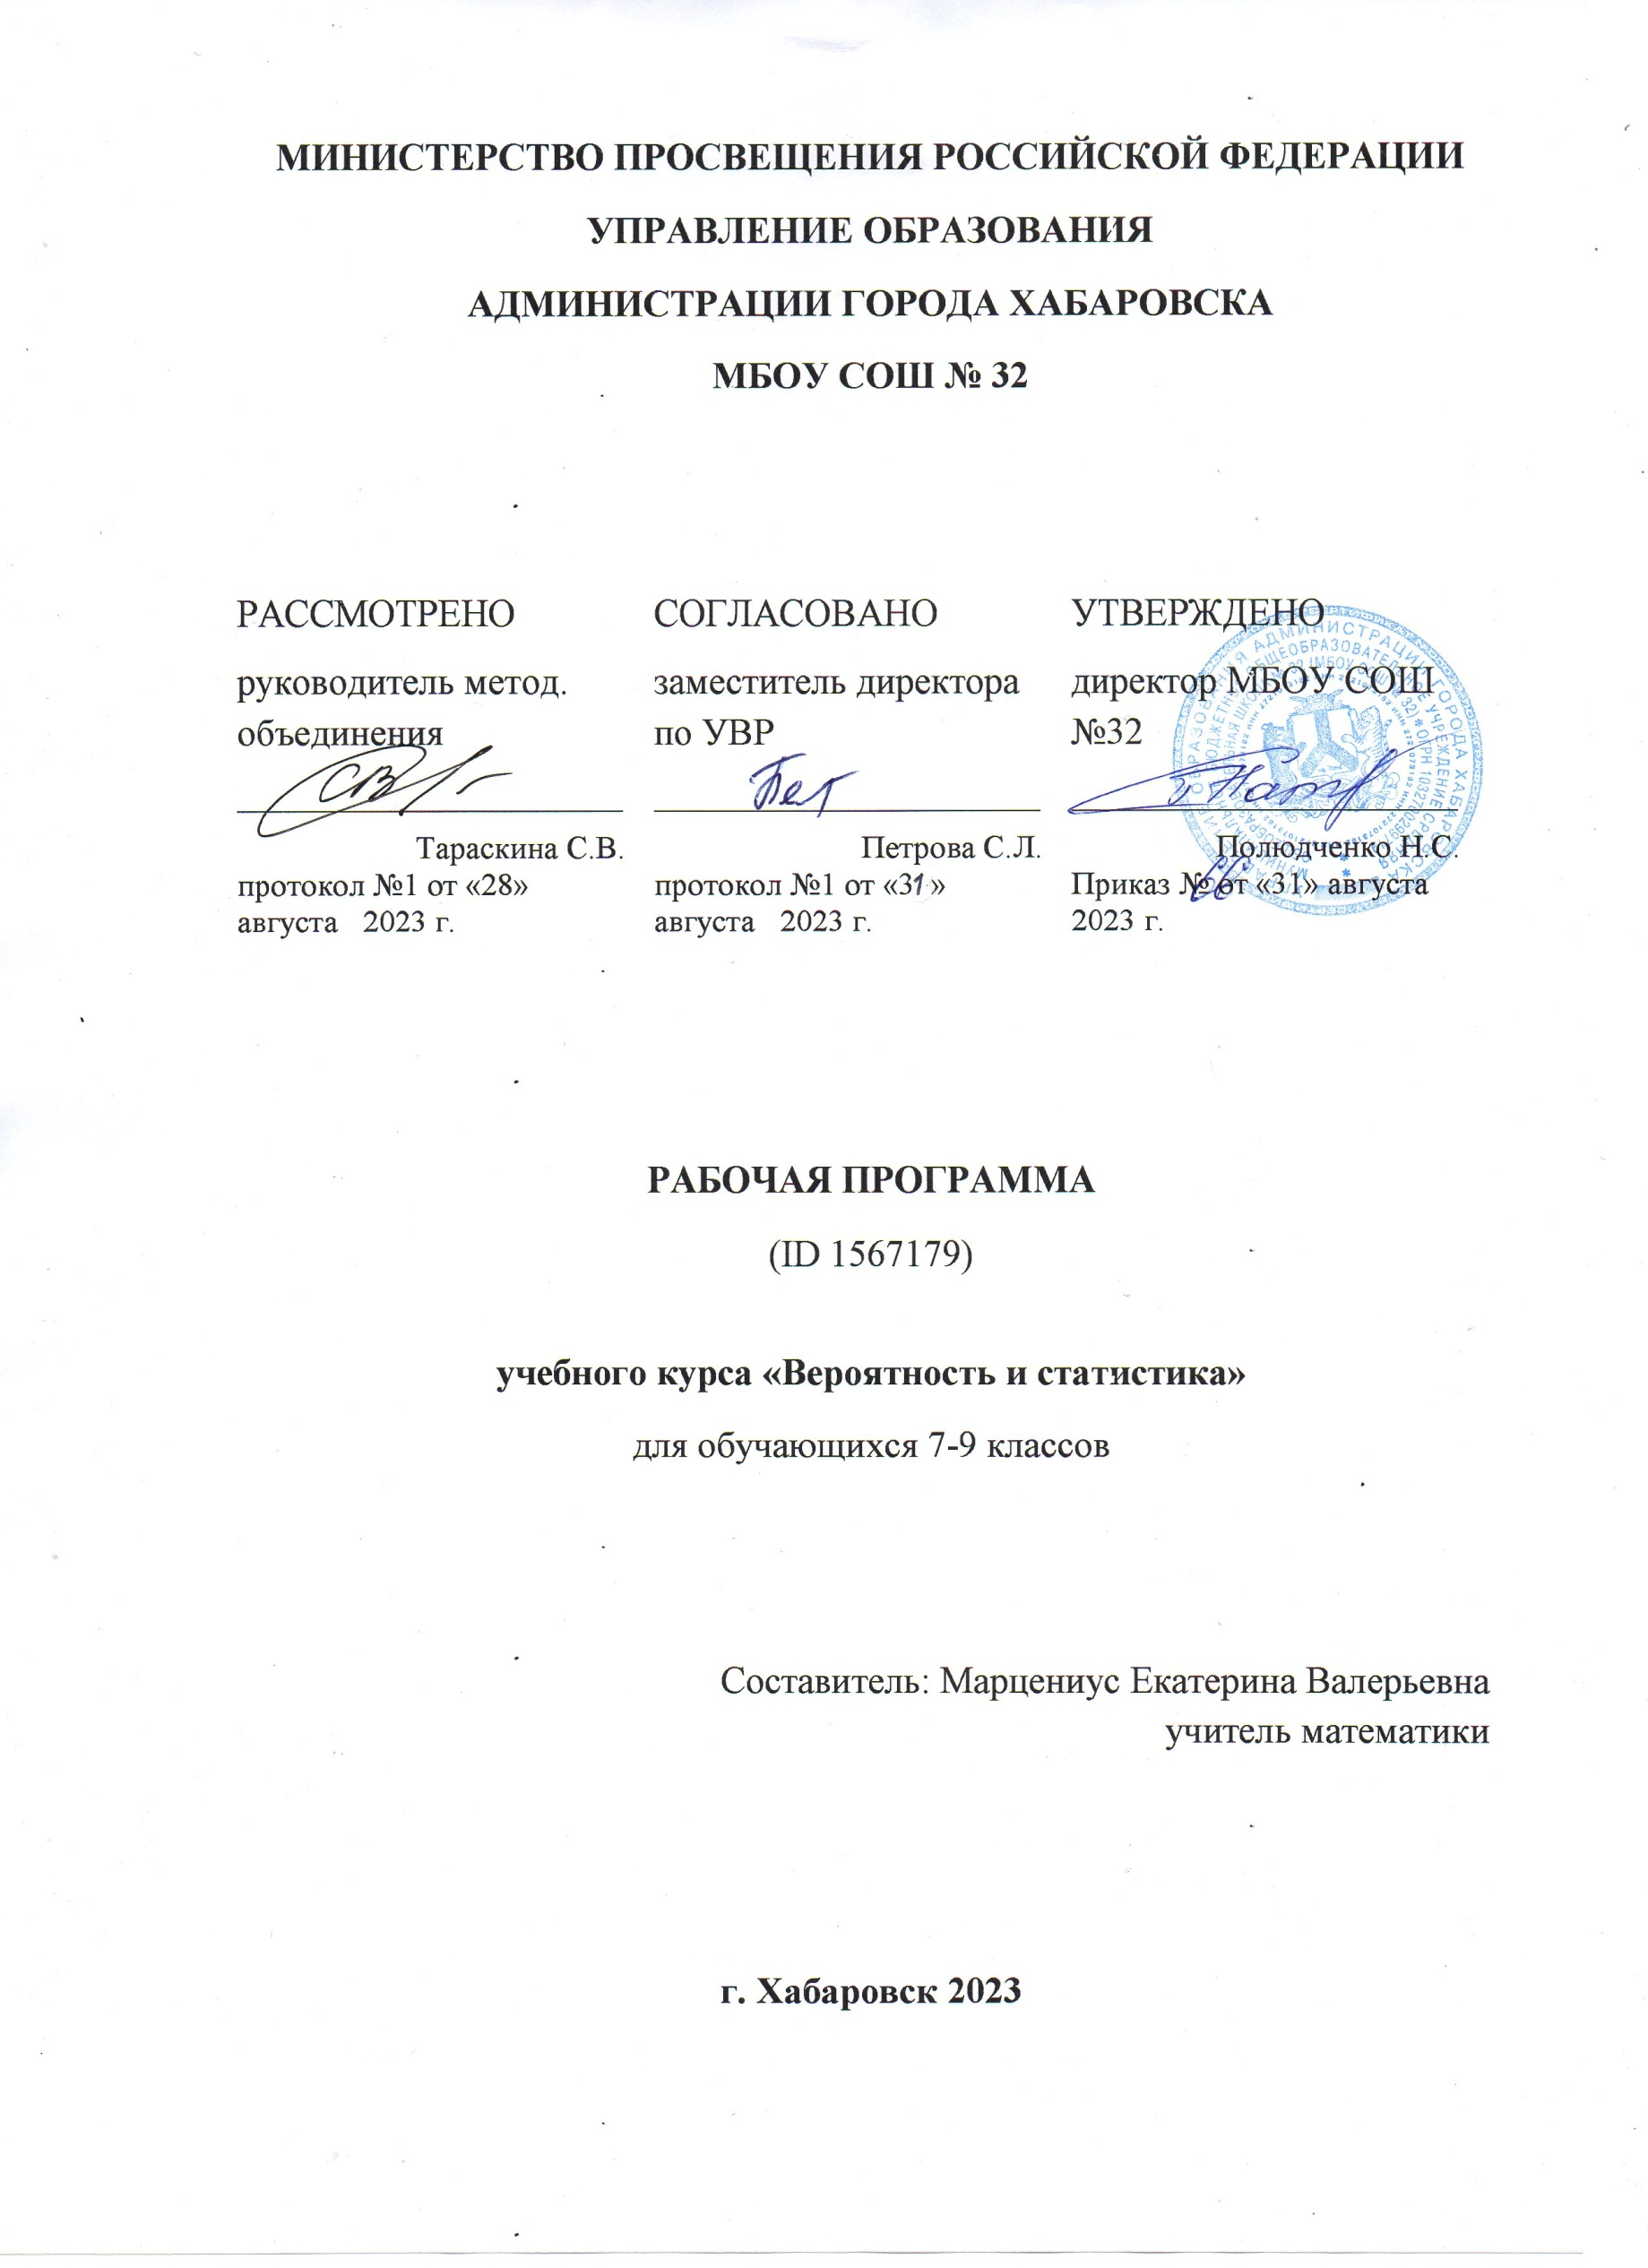 МИНИСТЕРСТВО ПРОСВЕЩЕНИЯ РОССИЙСКОЙ ФЕДЕРАЦИИ
УПРАВЛЕНИЕ ОБРАЗОВАНИЯ
АДМИНИСТРАЦИИ ГОРОДА ХАБАРОВСКА
МБОУ СОШ № 32
РАССМОТРЕНО
руководитель метод.
объединения
Тараскина С.В.
протокол №1 от «28»
августа 2023 г.
СОГЛАСОВАНО
заместитель директора
по УВР
Петрова С.Л.
протокол №1 от «31»
августа 2023 г.
УТВЕРЖДЕНО
директор МБОУ СОШ
№32
Полюдченко Н.С.
Приказ № от «31» августа
2023 г.
РАБОЧАЯ ПРОГРАММА
(ID 1567179)
учебного курса «Вероятность и статистика»
для обучающихся 7-9 классов
Составитель: Марцениус Екатерина Валерьевна
учитель математики
г. Хабаровск 2023